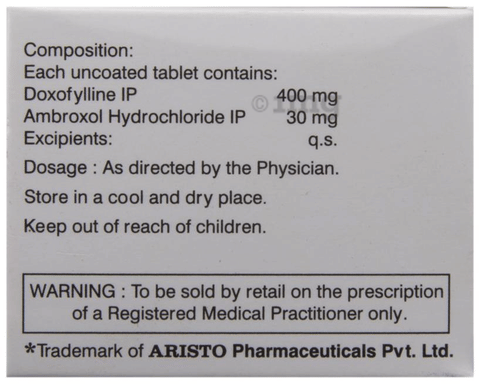 Composition:
Each uncoated tablet contains:
Doxofylline IP 400 mg
Ambroxol Hydrochloride IP 30 mg
Excipients: q.s.
Dosage : As directed by the Physician.
Store in a cool and dry place.
Keep out of reach of children.
WARNING : To be sold by retail on the prescription
of a Registered Medical Practitioner only.
*Trademark of ARISTO Pharmaceuticals Pvt. Ltd.